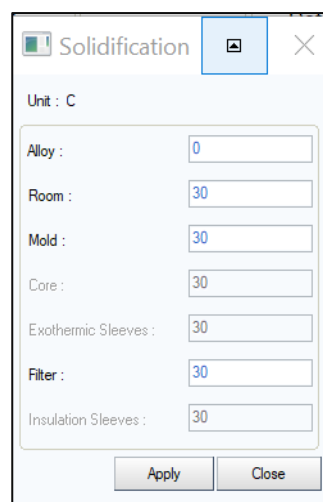 Solidification
Unit : C
Alloy : 0
Room : 30
Mold : 30
Core : 30
Exothermic Sleeves : 30
Filter : 30
Insulation Sleeves : 30
Apply Close